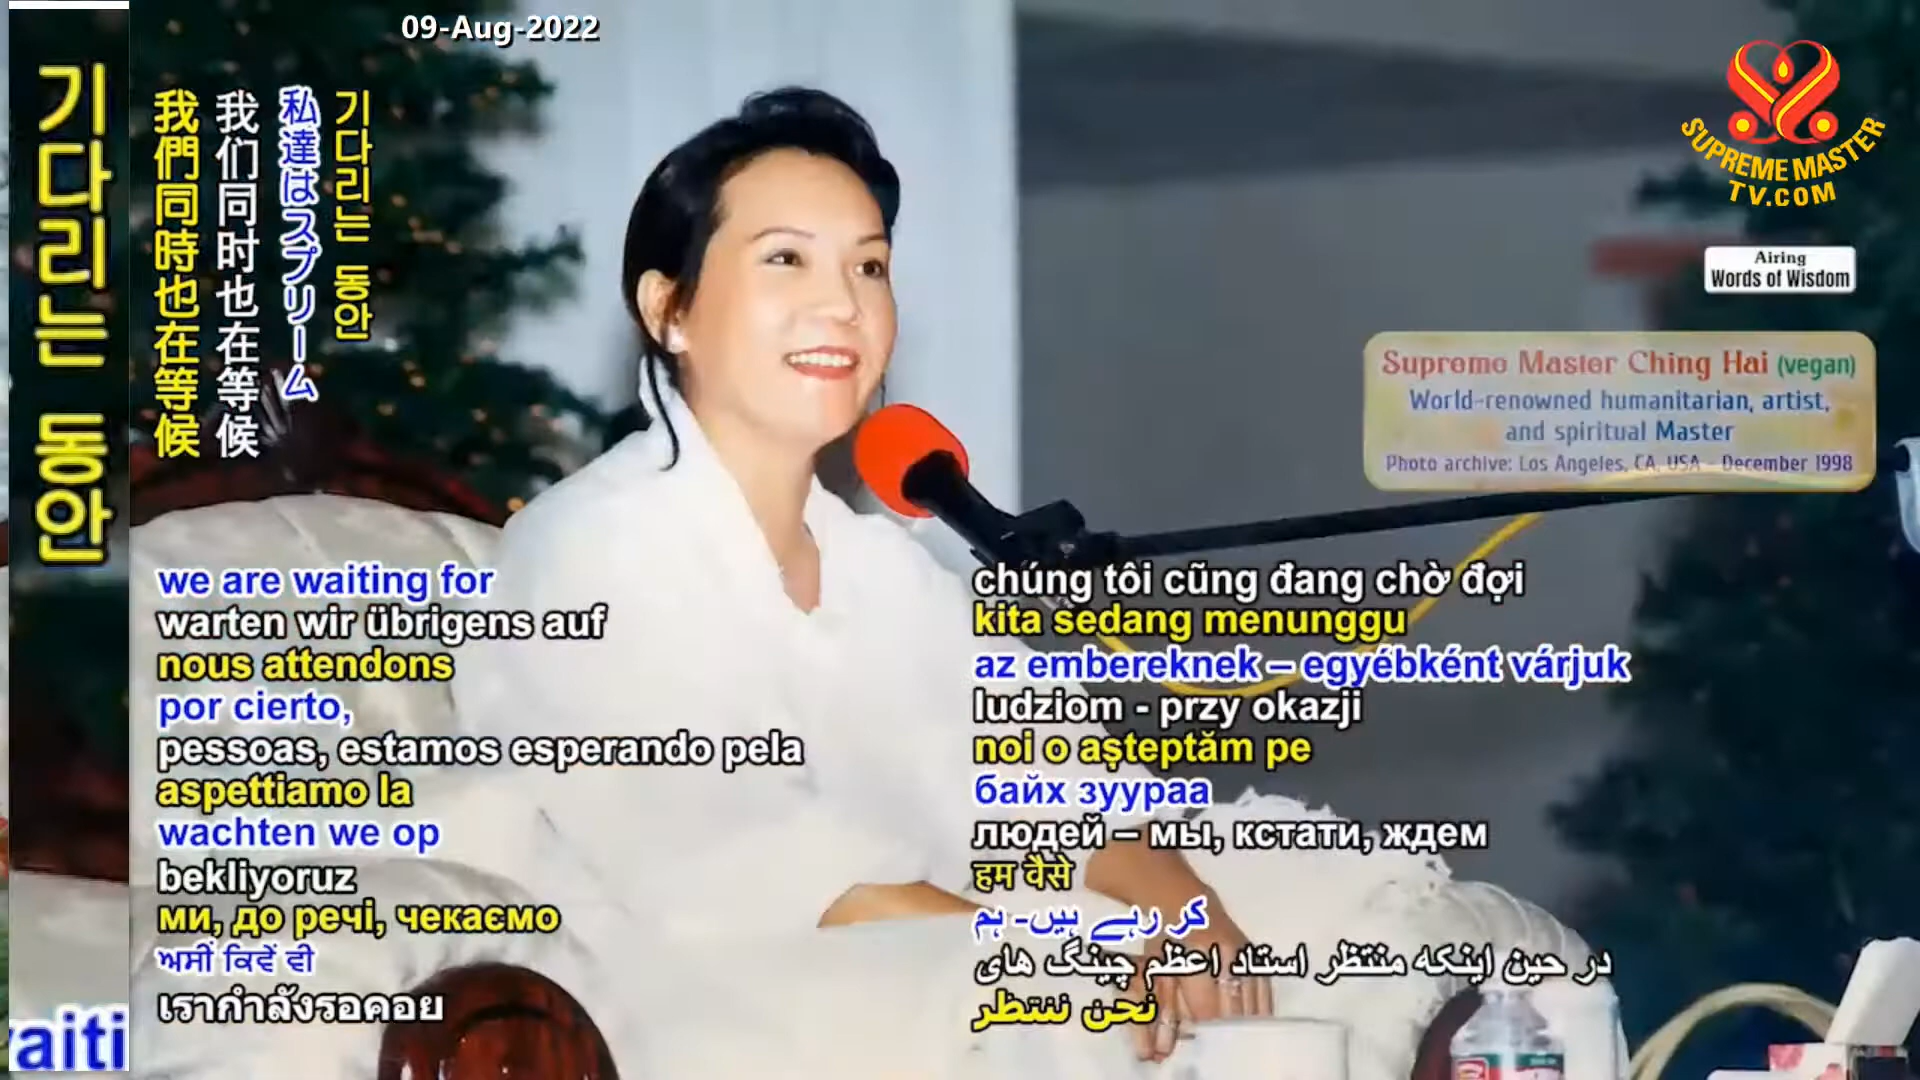 09-Aug-2022
기다리는 동안
我們同時也在等候
我们同时也在等候
私達はスプリーム
기다리는 동안
SUPREME MASTER
TV.COM
Airing
Words of Wisdom
Supreme Master Ching Hai (vegan)
World-renowned humanitarian, artist,
and spiritual Master
Photo archive: Los Angeles, CA, USA - December 1998
we are waiting for
warten wir übrigens auf
nous attendons
por cierto,
pessoas, estamos esperando pela
aspettiamo la
wachten we op
bekliyoruz
ми, до речі, чекаємо
ਅਸੀਂ ਕਿਵੇਂ ਵੀ
เรากำลังรอคอย
chúng tôi cũng đang chờ đợi
kita sedang menunggu
az embereknek – egyébként várjuk
ludziom - przy okazji
noi o așteptăm pe
байх зуураа
людей – мы, кстати, ждем
हम वैसे
کر رہے ہیں- ہم
در حین اینکه منتظر استاد اعظم چینگ های
نحن ننتظر
aiti